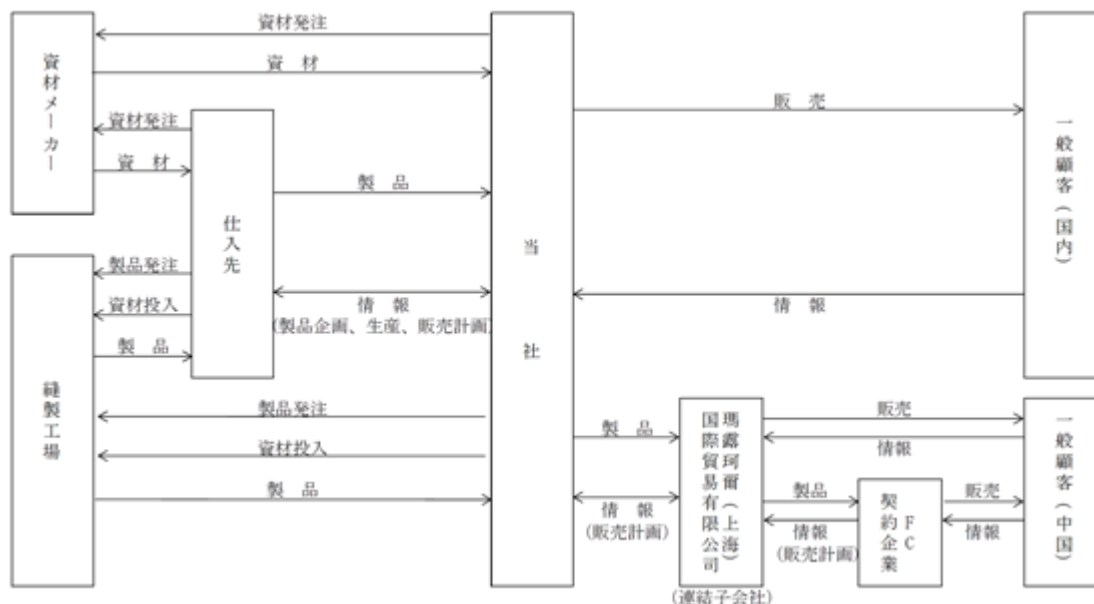 資材メーカー
資材発注
資 材
資材発注
資 材
仕入先
製 品
情 報
(製品企画、生産、販売計画)
製品発注
資材投入
製 品
縫製工場
製品発注
資材投入
製 品
当 社
販 売
情 報
一般顧客(国内)
製 品
情 報
(販売計画)
瑪露珂爾(上海)
国際貿易有限公司
(連結子会社)
販売
情報
製品
情報
(販売計画)
FC
契約企業
販売
情報
一般顧客(中国)